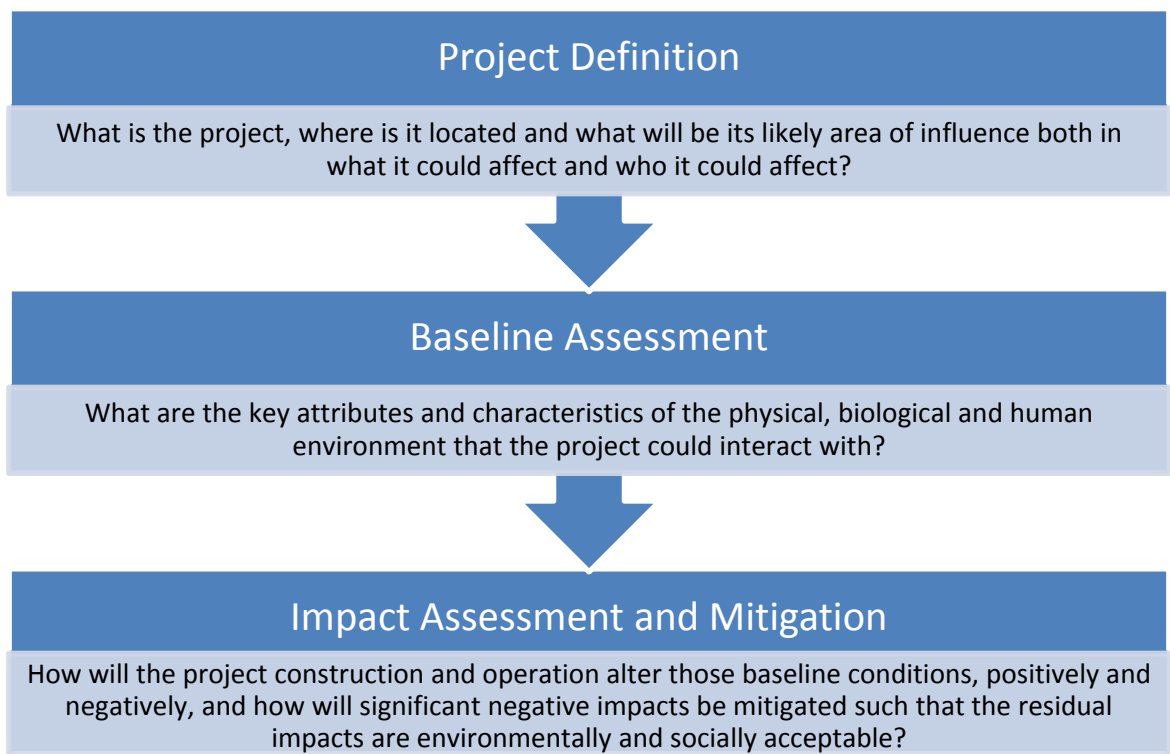 Project Definition
What is the project, where is it located and what will be its likely area of influence both in
what it could affect and who it could affect?
Baseline Assessment
What are the key attributes and characteristics of the physical, biological and human
environment that the project could interact with?
Impact Assessment and Mitigation
How will the project construction and operation alter those baseline conditions, positively and
negatively, and how will significant negative impacts be mitigated such that the residual
impacts are environmentally and socially acceptable?